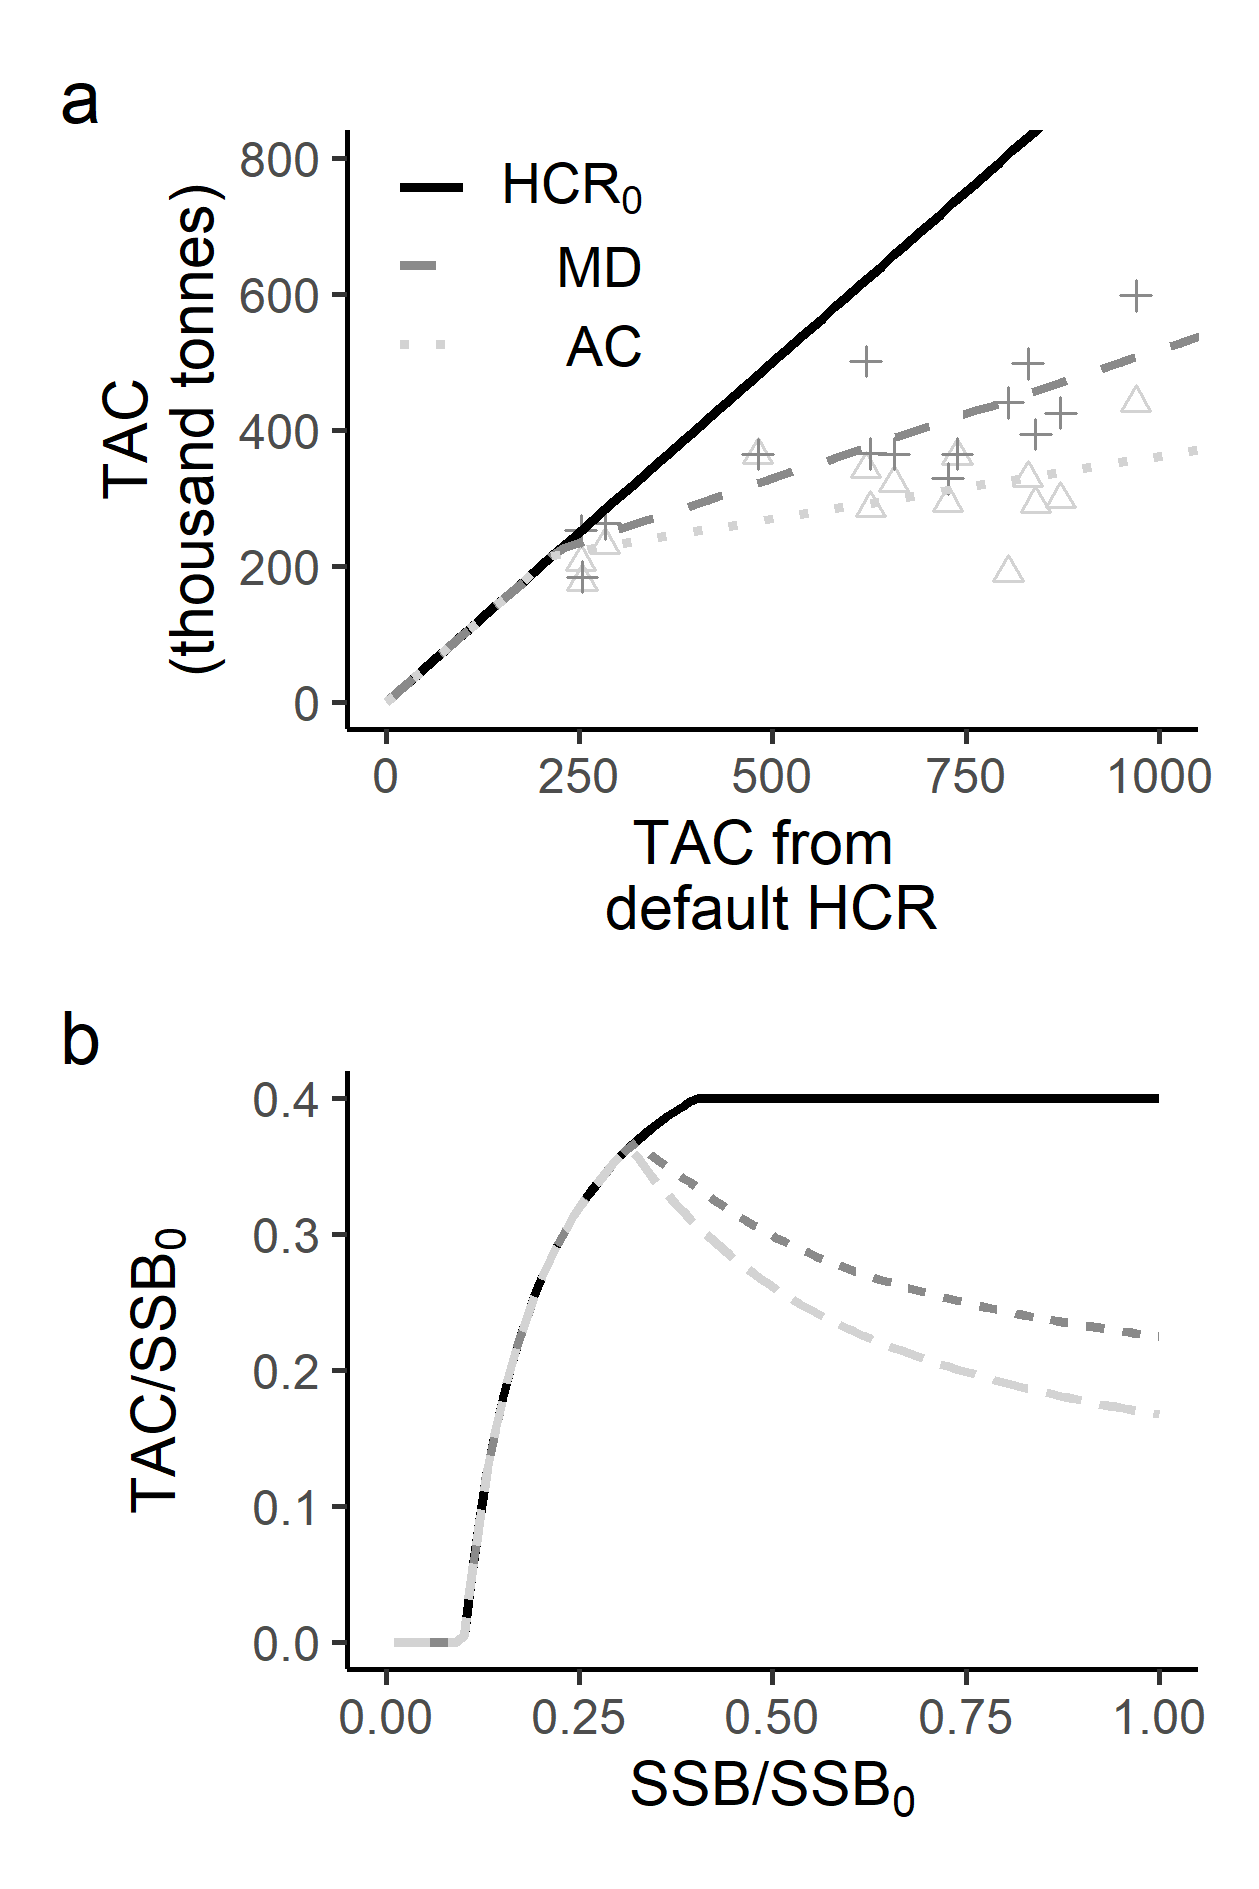 a
800
600
400
200
0
TAC
(thousand tonnes)
HCR₀
MD
AC
0 250 500 750 1000
TAC from
default HCR
b
0.4
0.3
0.2
0.1
0.0
TAC/SSB₀
0.00 0.25 0.50 0.75 1.00
SSB/SSB₀